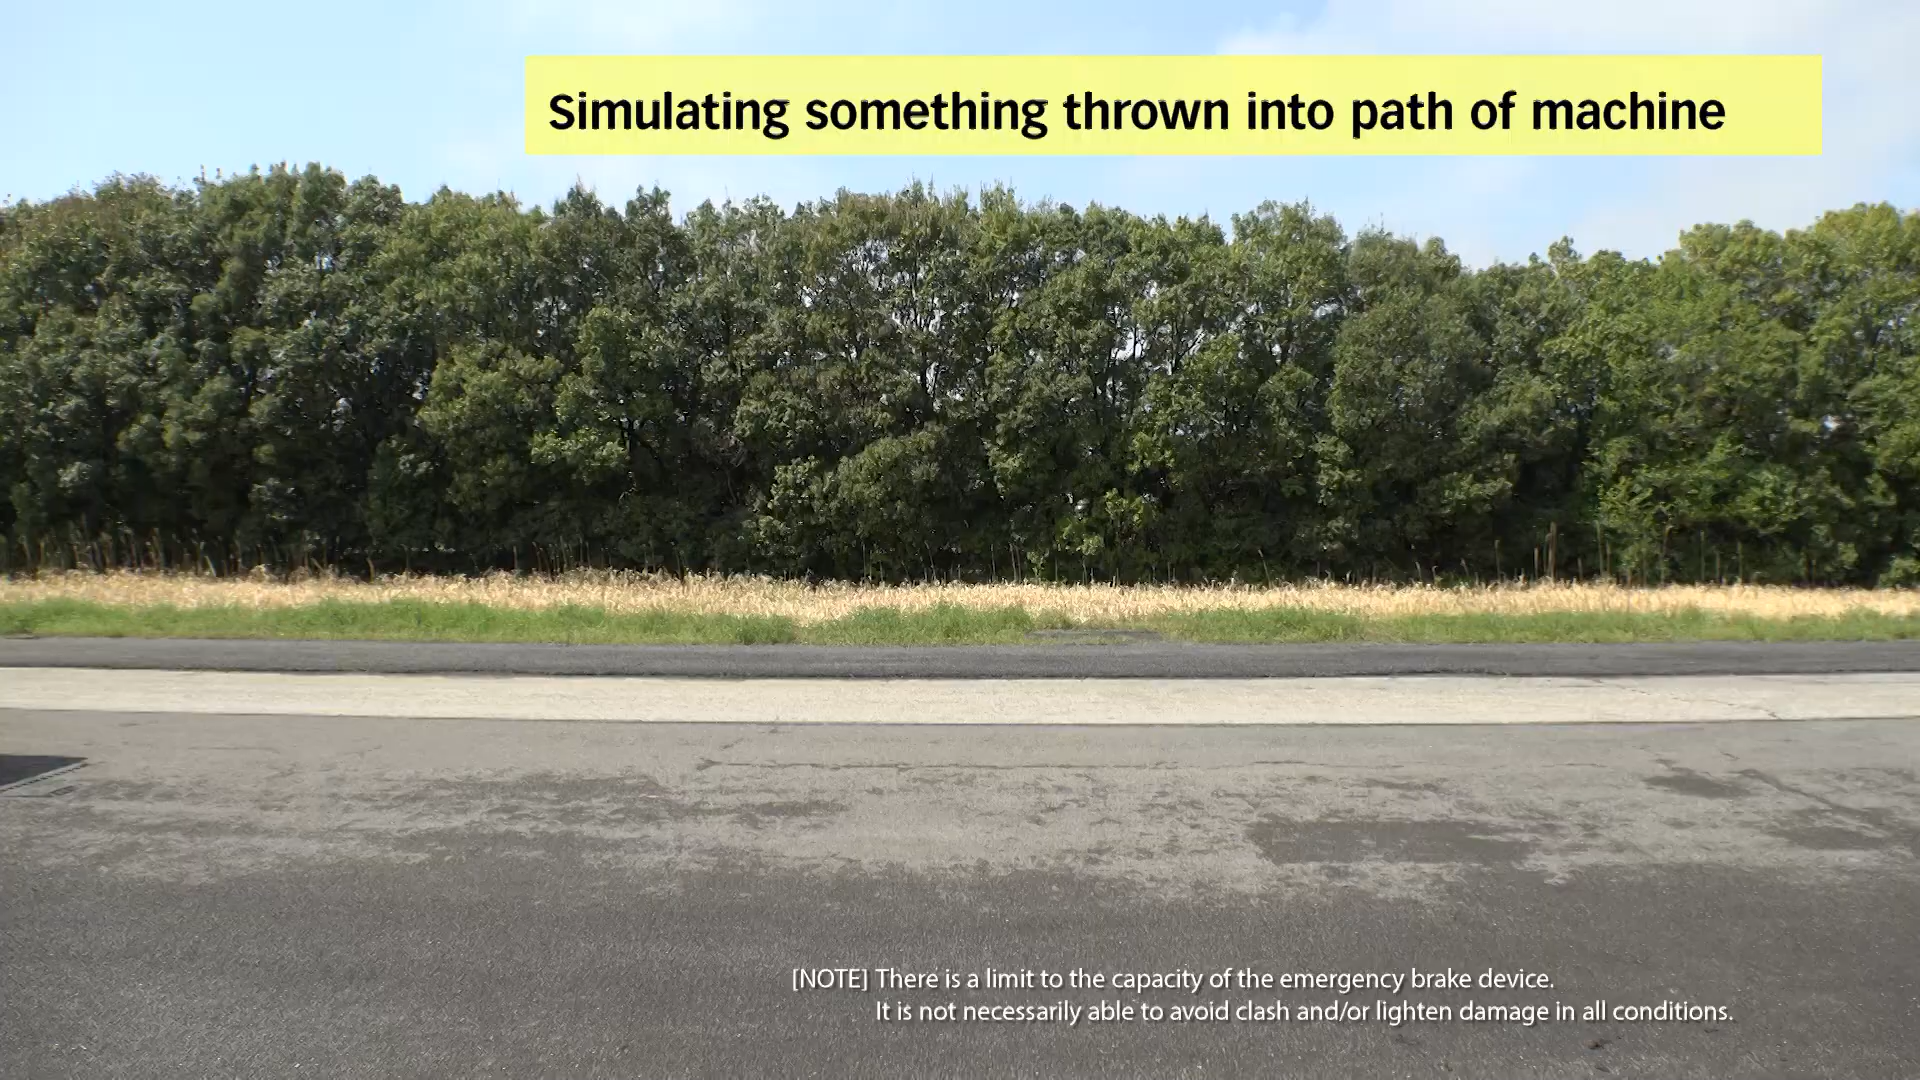 Simulating something thrown into path of machine
[NOTE] There is a limit to the capacity of the emergency brake device.
It is not necessarily able to avoid clash and/or lighten damage in all conditions.